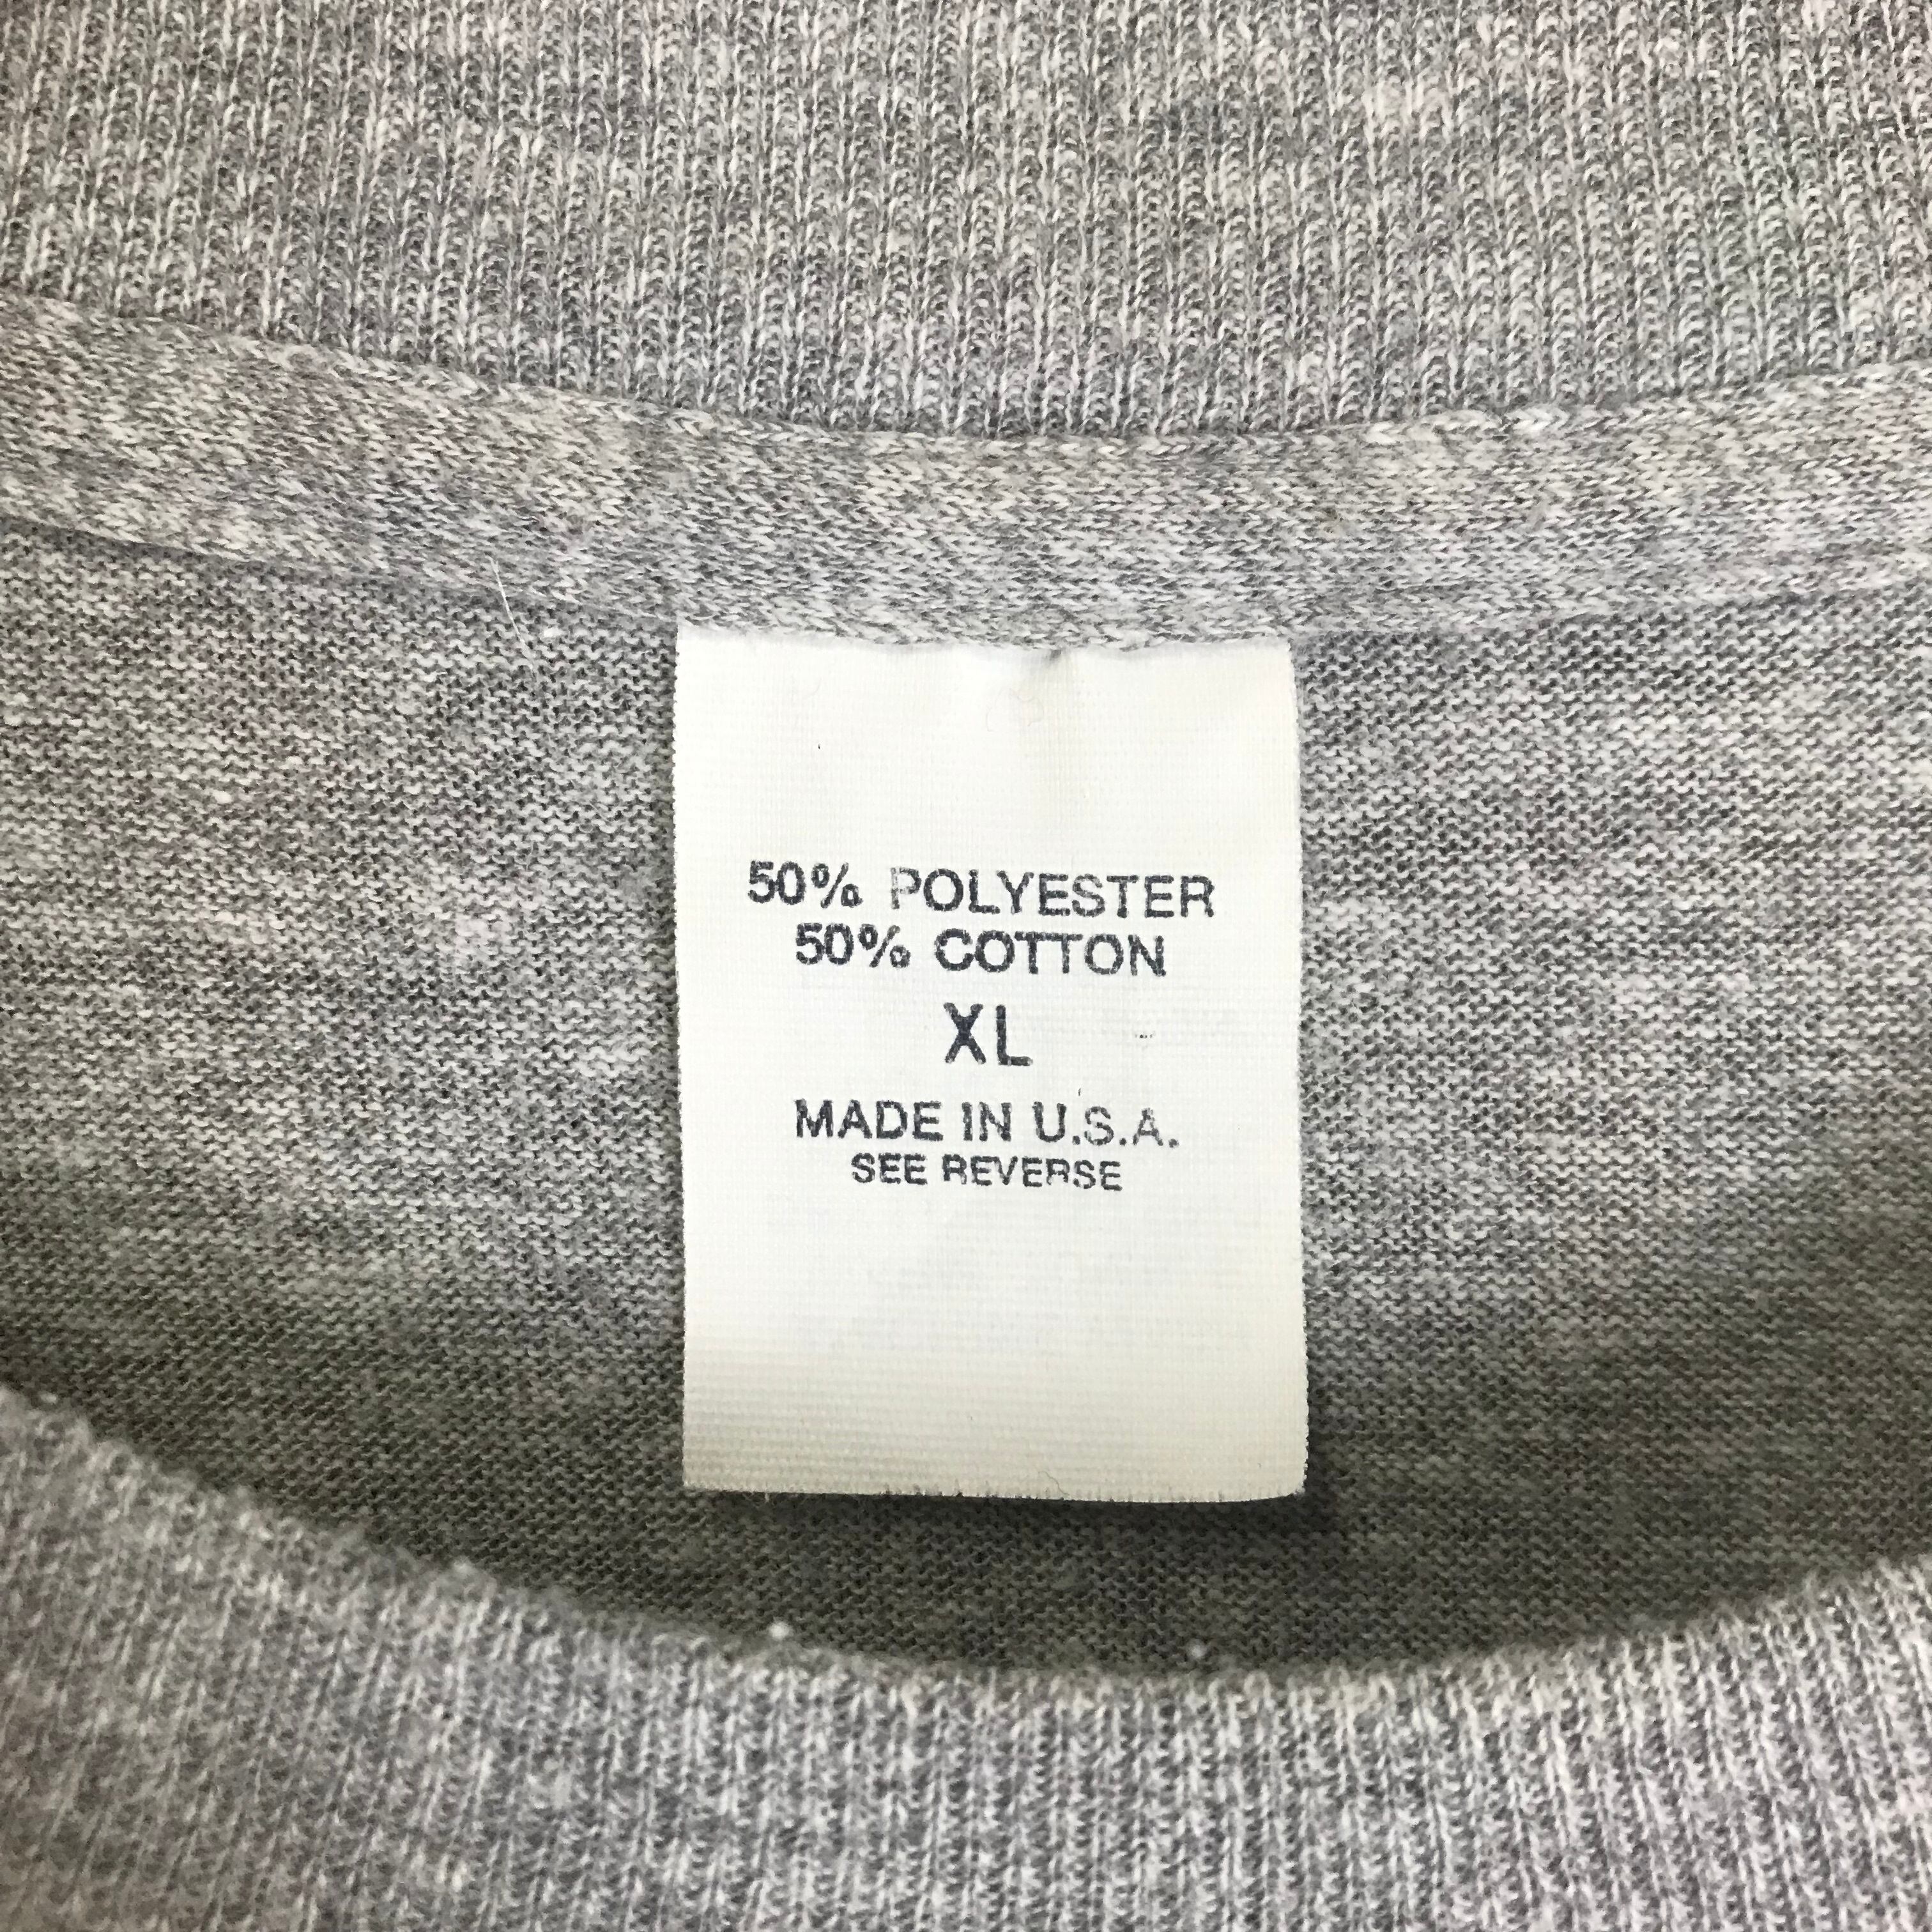 50% POLYESTER
50% COTTON
XL
MADE IN U.S.A.
SEE REVERSE